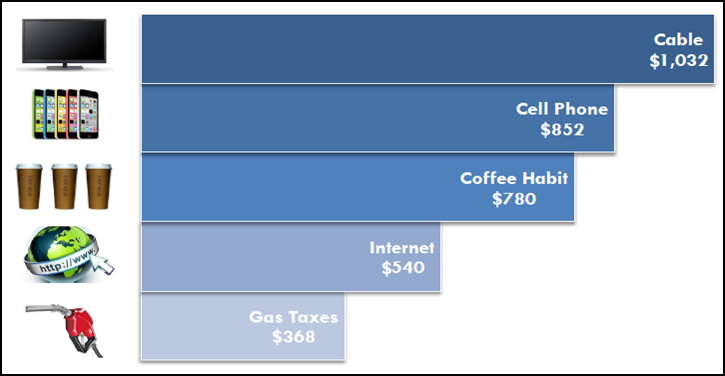 Cable
$1,032
Cell Phone
$852
Coffee Habit
$780
Internet
$540
http://www.
Gas Taxes
$368